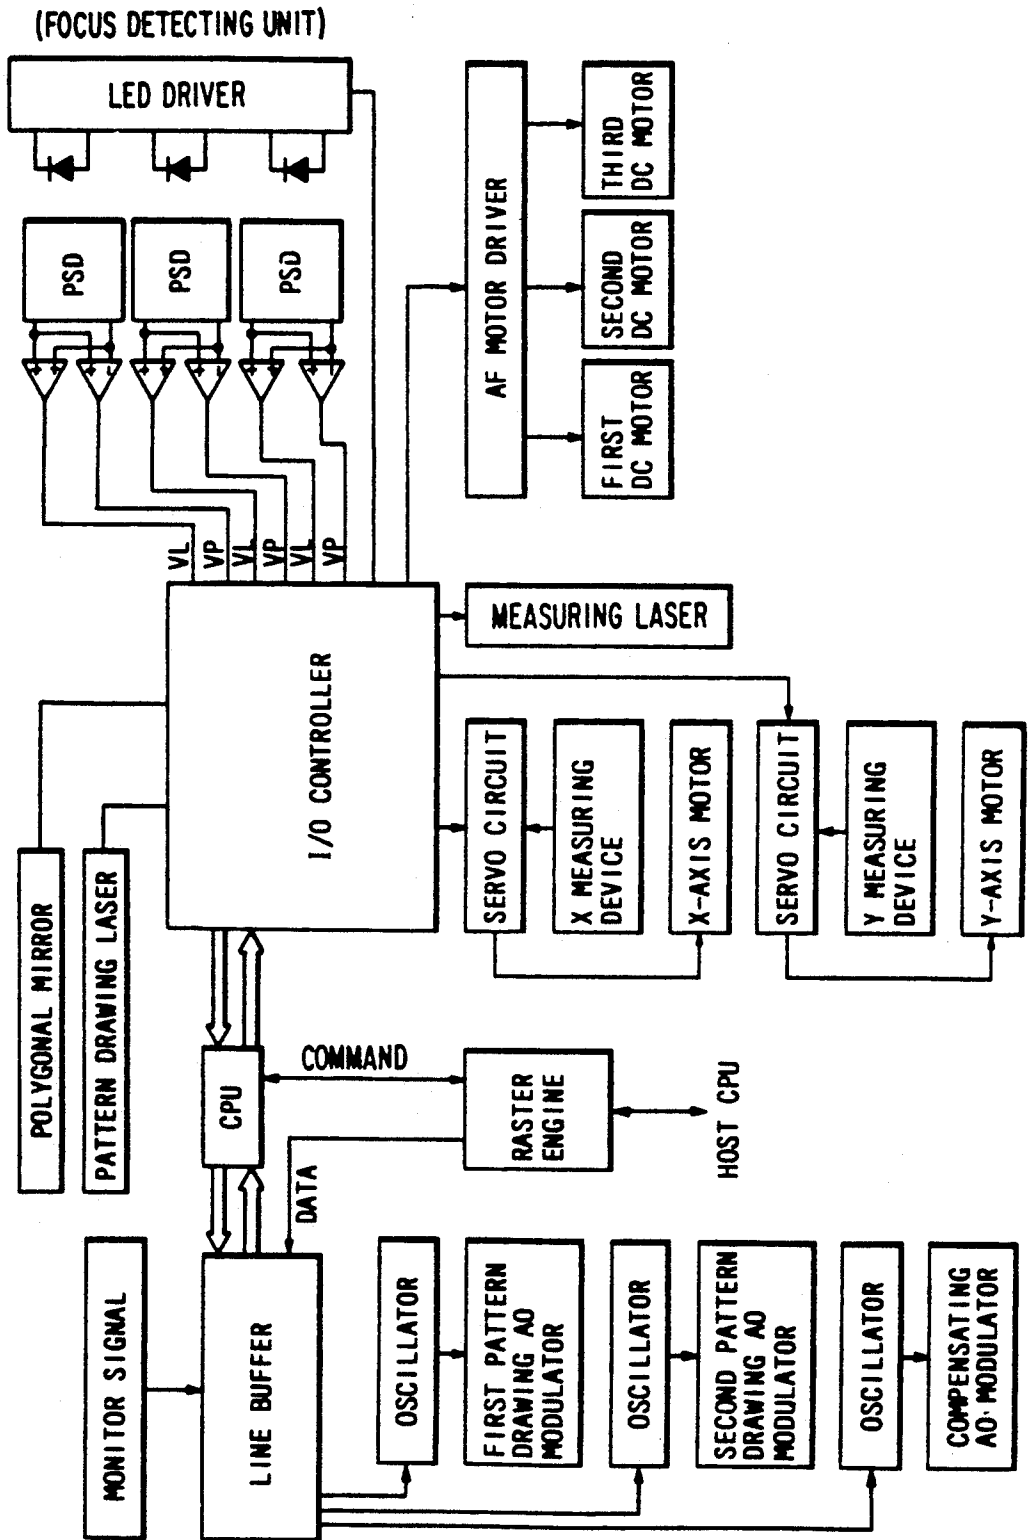 (FOCUS DETECTING UNIT)
LED DRIVER
PSD
PSD
PSD
VL
VP
VL
VP
VL
VP
AF MOTOR DRIVER
FIRST
DC MOTOR
SECOND
DC MOTOR
THIRD
DC MOTOR
I/O CONTROLLER
MEASURING LASER
POLYGONAL MIRROR
PATTERN DRAWING LASER
SERVO CIRCUIT
X MEASURING
DEVICE
X-AXIS MOTOR
SERVO CIRCUIT
Y MEASURING
DEVICE
Y-AXIS MOTOR
CPU
COMMAND
RASTER
ENGINE
HOST CPU
DATA
MONITOR SIGNAL
LINE BUFFER
OSCILLATOR
FIRST PATTERN
DRAWING AO
MODULATOR
OSCILLATOR
SECOND PATTERN
DRAWING AO
MODULATOR
OSCILLATOR
COMPENSATING
AO·MODULATOR